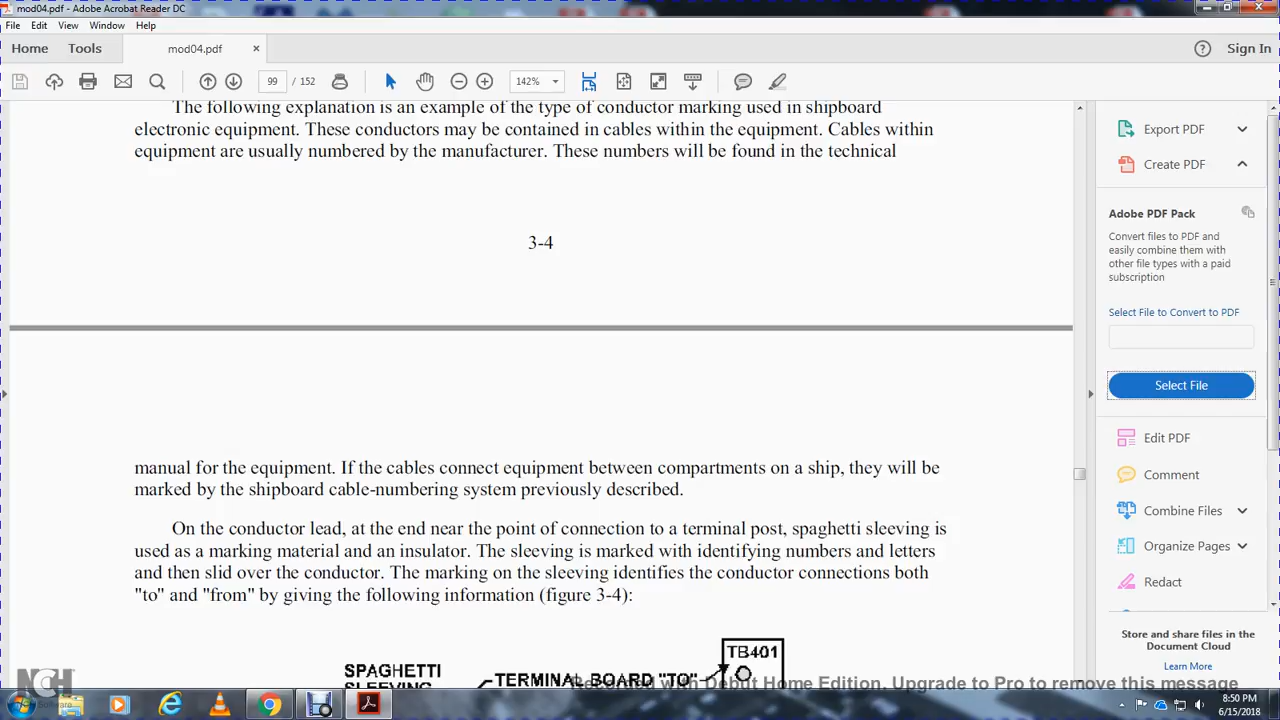 mod04.pdf - Adobe Acrobat Reader DC
File Edit View Window Help
Home Tools mod04.pdf × ? Sign In
99 / 152 142%
The following explanation is an example of the type of conductor marking used in shipboard
electronic equipment. These conductors may be contained in cables within the equipment. Cables within
equipment are usually numbered by the manufacturer. These numbers will be found in the technical
3-4
manual for the equipment. If the cables connect equipment between compartments on a ship, they will be
marked by the shipboard cable-numbering system previously described.
On the conductor lead, at the end near the point of connection to a terminal post, spaghetti sleeving is
used as a marking material and an insulator. The sleeving is marked with identifying numbers and letters
and then slid over the conductor. The marking on the sleeving identifies the conductor connections both
"to" and "from" by giving the following information (figure 3-4):
TB401
SPAGHETTI
SLEEVING
TERMINAL BOARD "TO"
Export PDF
Create PDF
Adobe PDF Pack
Convert files to PDF and
easily combine them with
other file types with a paid
subscription
Select File to Convert to PDF
Select File
Edit PDF
Comment
Combine Files
Organize Pages
Redact
Store and share files in the
Document Cloud
Learn More
Recorded with Debut Home Edition. Upgrade to Pro to remove this message
NCH
Software
8:50 PM
6/15/2018